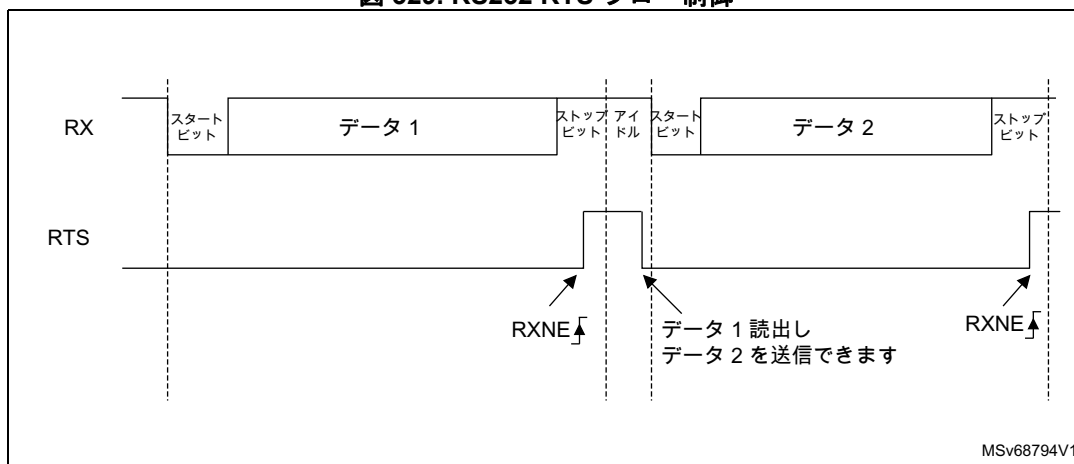 図 529. RS232 RTS フロー制御
RX
スタート
ビット
データ 1
ストップ
ビット
アイ
ドル
スタート
ビット
データ 2
ストップ
ビット
RTS
RXNE
データ 1 読出し
データ 2 を送信できます
RXNE
MSv68794V1